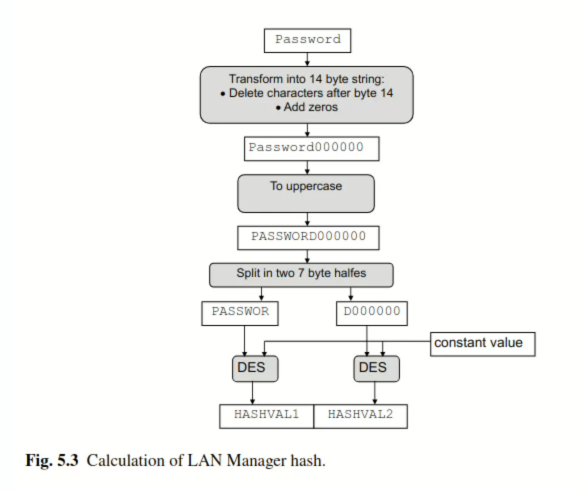 Password
Transform into 14 byte string:
• Delete characters after byte 14
• Add zeros
Password000000
To uppercase
PASSWORD000000
Split in two 7 byte halfes
PASSWOR
D000000
constant value
DES
DES
HASHVAL1
HASHVAL2
Fig. 5.3 Calculation of LAN Manager hash.